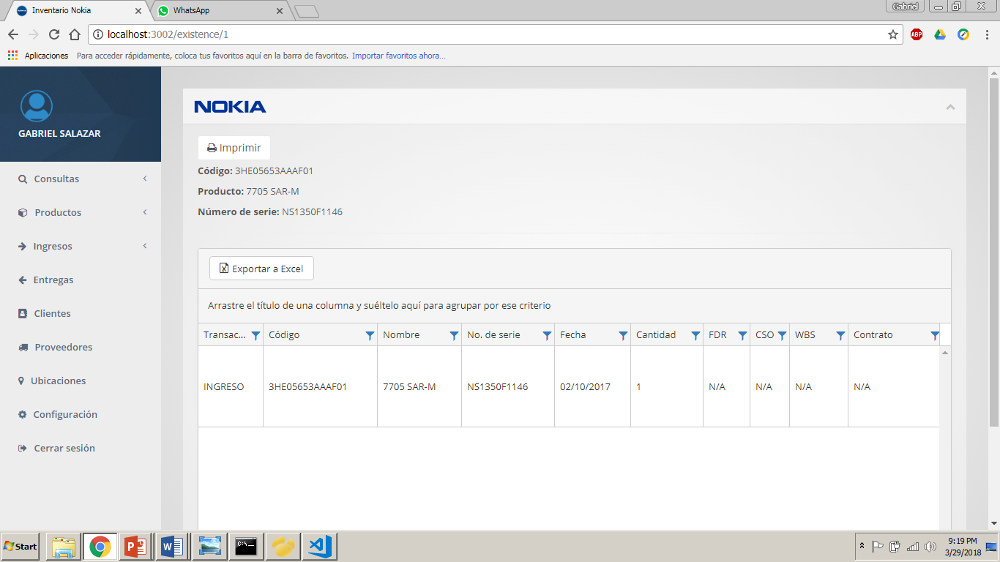 Inventario Nokia
WhatsApp
Gabriel
localhost:3002/existence/1
ABP
Aplicaciones Para acceder rápidamente, coloca tus favoritos aquí en la barra de favoritos. Importar favoritos ahora...
GABRIEL SALAZAR
Consultas
Productos
Ingresos
Entregas
Clientes
Proveedores
Ubicaciones
Configuración
Cerrar sesión
NOKIA
Imprimir
Código: 3HE05653AAAF01
Producto: 7705 SAR-M
Número de serie: NS1350F1146
Exportar a Excel
Arrastre el título de una columna y suéltelo aquí para agrupar por ese criterio
Transac... Código Nombre No. de serie Fecha Cantidad FDR CSO WBS Contrato
INGRESO 3HE05653AAAF01 7705 SAR-M NS1350F1146 02/10/2017 1 N/A N/A N/A N/A
Start
9:19 PM
3/29/2018